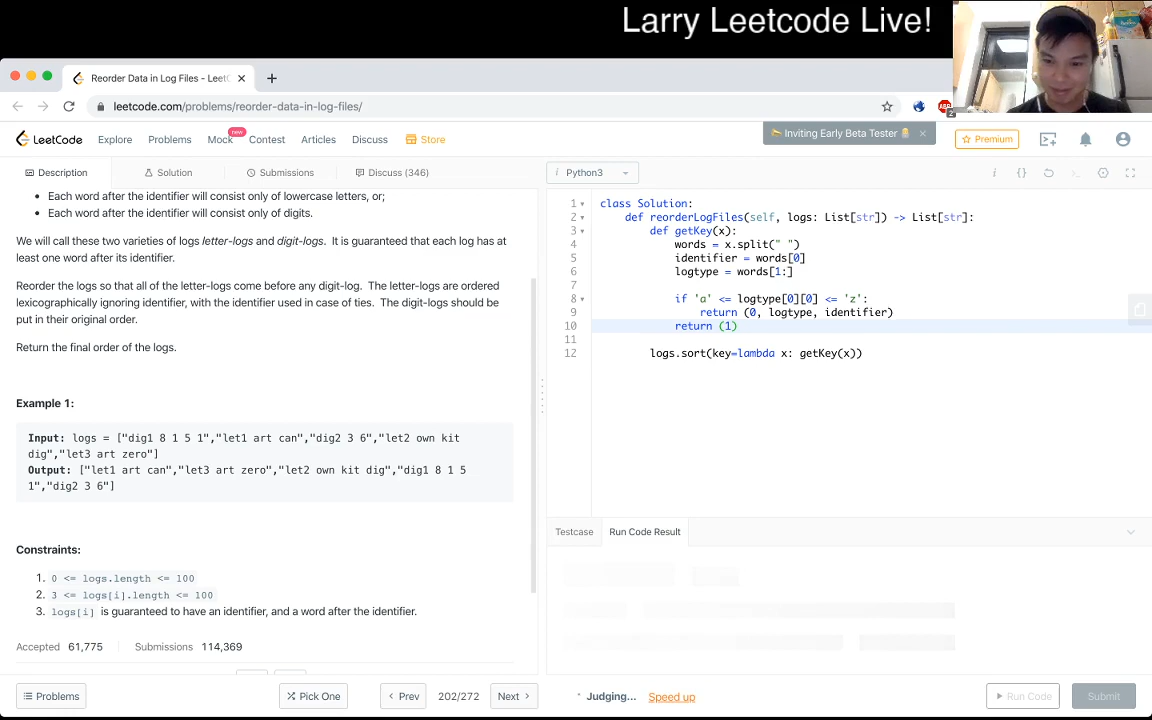 Larry Leetcode Live!
Reorder Data in Log Files - LeetC
leetcode.com/problems/reorder-data-in-log-files/
LeetCode Explore Problems Mock new Contest Articles Discuss Store
Inviting Early Beta Tester
Premium
Description Solution Submissions Discuss (346)
i Python3
• Each word after the identifier will consist only of lowercase letters, or;
• Each word after the identifier will consist only of digits.
We will call these two varieties of logs letter-logs and digit-logs. It is guaranteed that each log has at
least one word after its identifier.
Reorder the logs so that all of the letter-logs come before any digit-log. The letter-logs are ordered
lexicographically ignoring identifier, with the identifier used in case of ties. The digit-logs should be
put in their original order.
Return the final order of the logs.
Example 1:
Input: logs = ["dig1 8 1 5 1","let1 art can","dig2 3 6","let2 own kit
dig","let3 art zero"]
Output: ["let1 art can","let3 art zero","let2 own kit dig","dig1 8 1 5
1","dig2 3 6"]
Constraints:
1. 0 <= logs.length <= 100
2. 3 <= logs[i].length <= 100
3. logs[i] is guaranteed to have an identifier, and a word after the identifier.
Accepted 61,775 Submissions 114,369
Problems Pick One Prev 202/272 Next
1 class Solution:
2 def reorderLogFiles(self, logs: List[str]) -> List[str]:
3 def getKey(x):
4 words = x.split(" ")
5 identifier = words[0]
6 logtype = words[1:]
7
8 if 'a' <= logtype[0][0] <= 'z':
9 return (0, logtype, identifier)
10 return (1)
11
12 logs.sort(key=lambda x: getKey(x))
Testcase Run Code Result
Judging... Speed up
Run Code Submit